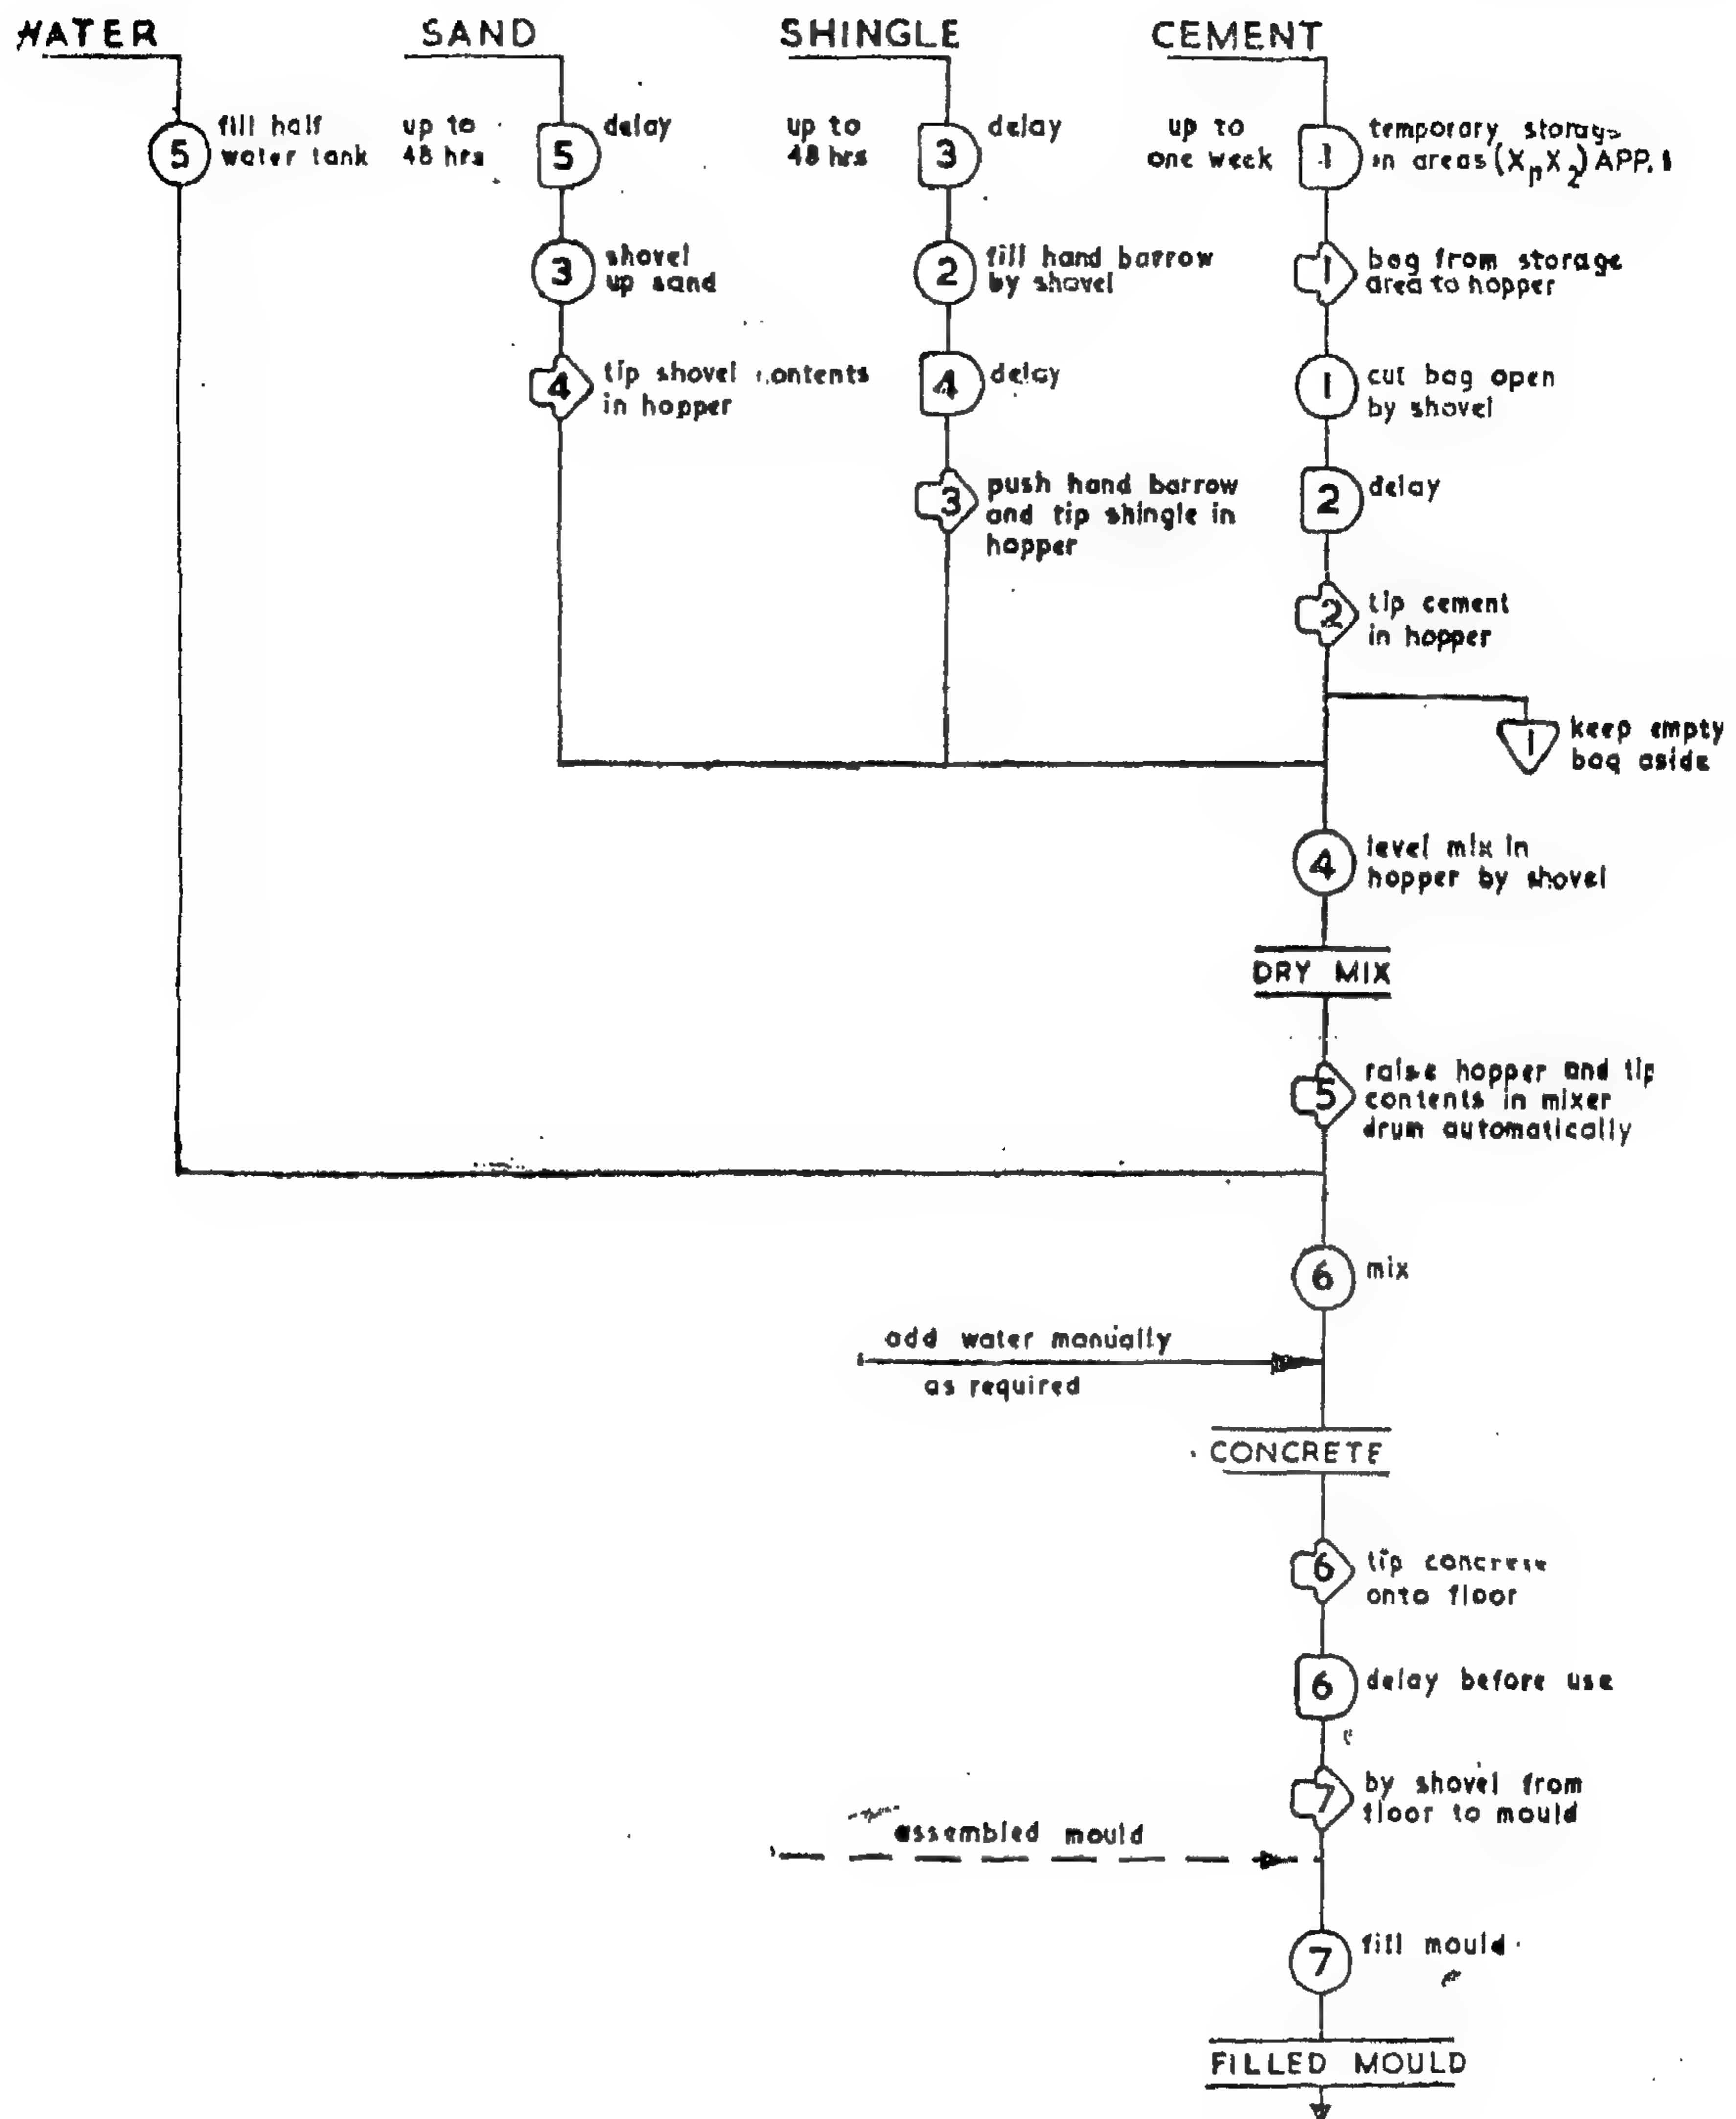 WATER
SAND
SHINGLE
CEMENT
5
fill half
water tank
up to
48 hrs
5
delay
up to
48 hrs
3
delay
up to
one week
1
temporary storage
in areas (X1, X2) APP. 1
3
shovel
up sand
2
fill hand barrow
by shovel
1
bag from storage
area to hopper
4
tip shovel contents
in hopper
4
delay
1
cut bag open
by shovel
3
push hand barrow
and tip shingle in
hopper
2
delay
2
tip cement
in hopper
1
keep empty
bag aside
4
level mix in
hopper by shovel
DRY MIX
5
raise hopper and tip
contents in mixer
drum automatically
6
mix
add water manually
as required
CONCRETE
6
tip concrete
onto floor
6
delay before use
7
by shovel from
floor to mould
assembled mould
7
fill mould
FILLED MOULD